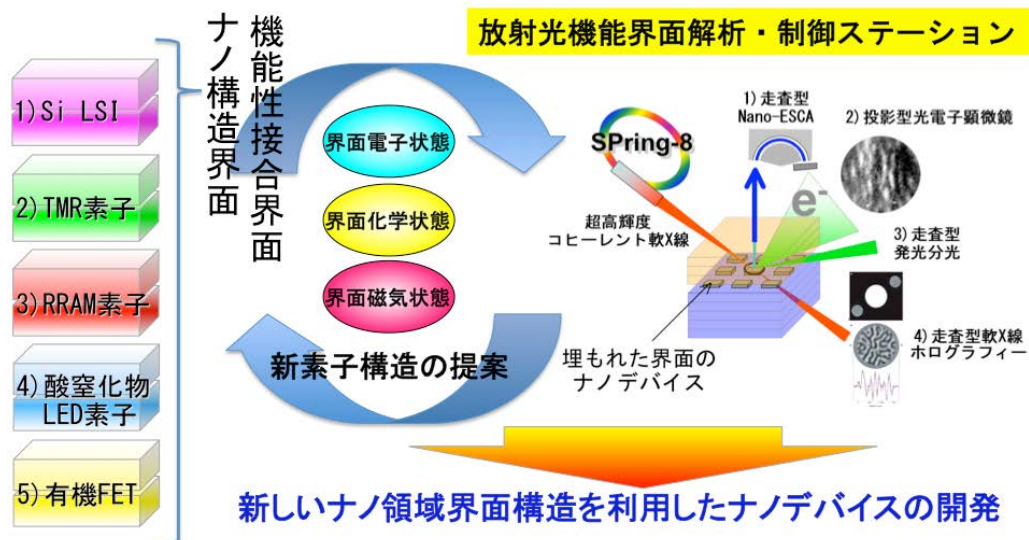 放射光機能界面解析・制御ステーション
1)Si LSI
2)TMR素子
3)RRAM素子
4)酸窒化物
LED素子
5)有機FET
機能性接合界面
ナノ構造界面
界面電子状態
界面化学状態
界面磁気状態
新素子構造の提案
SPring-8
超高輝度
コヒーレント軟X線
1)走査型
Nano-ESCA
2)投影型光電子顕微鏡
e-
3)走査型
発光分光
4)走査型軟X線
ホログラフィー
埋もれた界面の
ナノデバイス
新しいナノ領域界面構造を利用したナノデバイスの開発